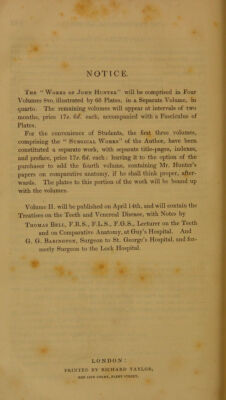 NOTICE.
The “Works of John Hunter” will be comprised in Four
Volumes 8vo. illustrated by 60 Plates, in a Separate Volume, in
quarto. The remaining volumes will appear at intervals of two
months, price 17s. 6d. each, accompanied with a Fasciculus of
Plates.
For the convenience of Students, the first three volumes,
comprising the “Surgical Works” of the Author, have been
constituted a separate work, with separate title-pages, indexes,
and preface, price 17s. 6d. each: leaving it to the option of the
purchaser to add the fourth volume, containing Mr. Hunter's
papers on comparative anatomy, if he shall think proper, after-
wards. The plates to this portion of the work will be bound up
with the volumes.
Volume II. will be published on April 14th, and will contain the
Treatises on the Teeth and Venereal Disease, with Notes by
Thomas Bell, F.R.S., F.L.S., F.G.S., Lecturer on the Teeth
and on Comparative Anatomy, at Guy's Hospital. And
G. G. Babington, Surgeon to St. George's Hospital, and for-
merly Surgeon to the Lock Hospital.
LONDON:
PRINTED BY RICHARD TAYLOR,
RED LION COURT, FLEET STREET.